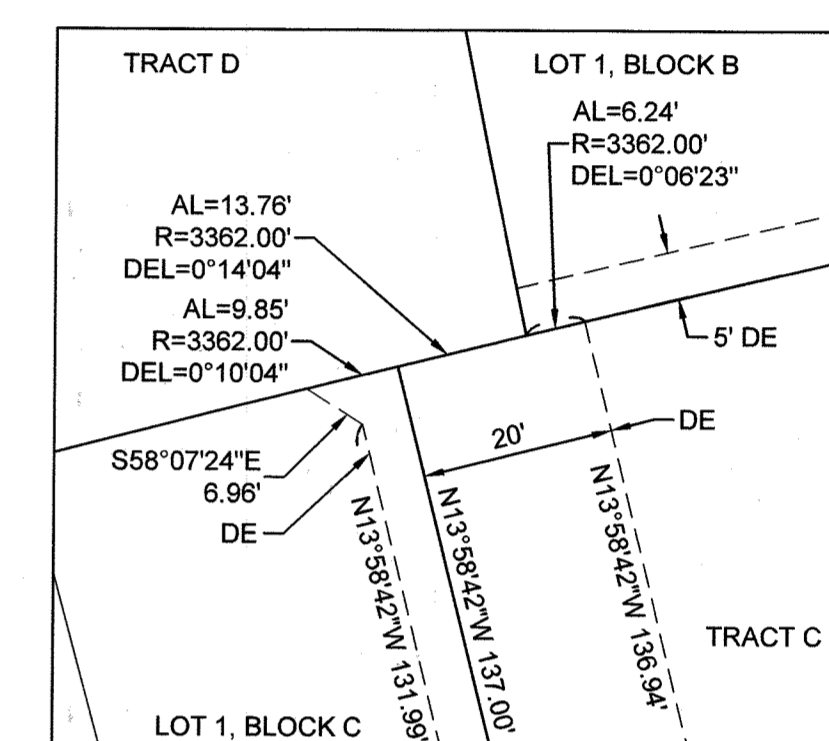 TRACT D
LOT 1, BLOCK B
AL=6.24'
R=3362.00'
DEL=0°06'23"
AL=13.76'
R=3362.00'
DEL=0°14'04"
AL=9.85'
R=3362.00'
DEL=0°10'04"
5' DE
20'
DE
S58°07'24"E
6.96'
DE
N13°58'42"W 131.99'
N13°58'42"W 137.00'
N13°58'42"W 136.94'
TRACT C
LOT 1, BLOCK C